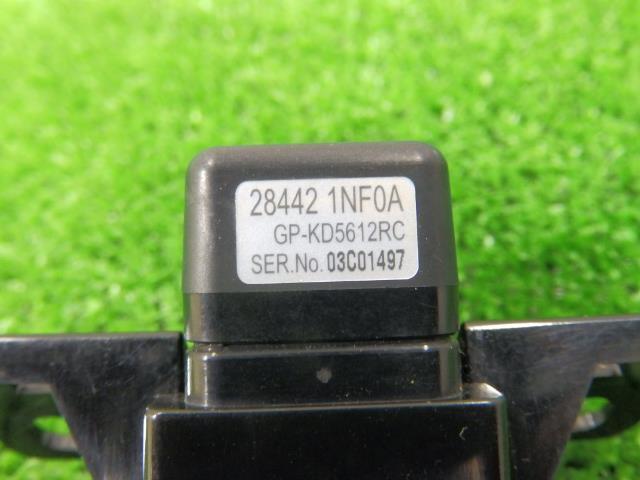 28442 1NF0A
GP-KD5612RC
SER.No. 03C01497